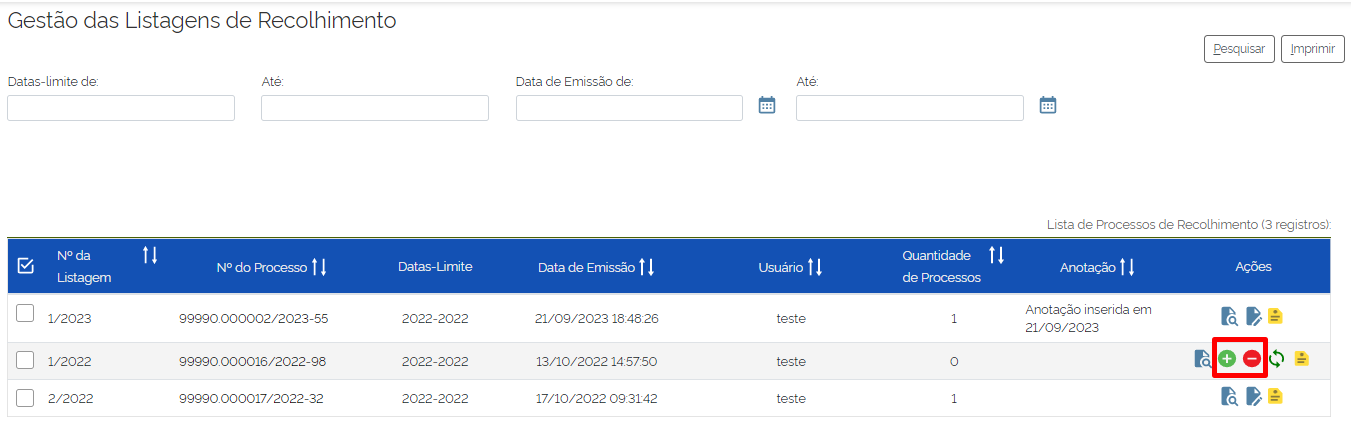 Gestão das Listagens de Recolhimento
Pesquisar
Imprimir
Datas-limite de:
Até:
Data de Emissão de:
Até:
Lista de Processos de Recolhimento (3 registros):
Nº da Listagem
Nº do Processo
Datas-Limite
Data de Emissão
Usuário
Quantidade de Processos
Anotação
Ações
1/2023 99990.000002/2023-55 2022-2022 21/09/2023 18:48:26 teste 1 Anotação inserida em 21/09/2023
1/2022 99990.000016/2022-98 2022-2022 13/10/2022 14:57:50 teste 0
2/2022 99990.000017/2022-32 2022-2022 17/10/2022 09:31:42 teste 1